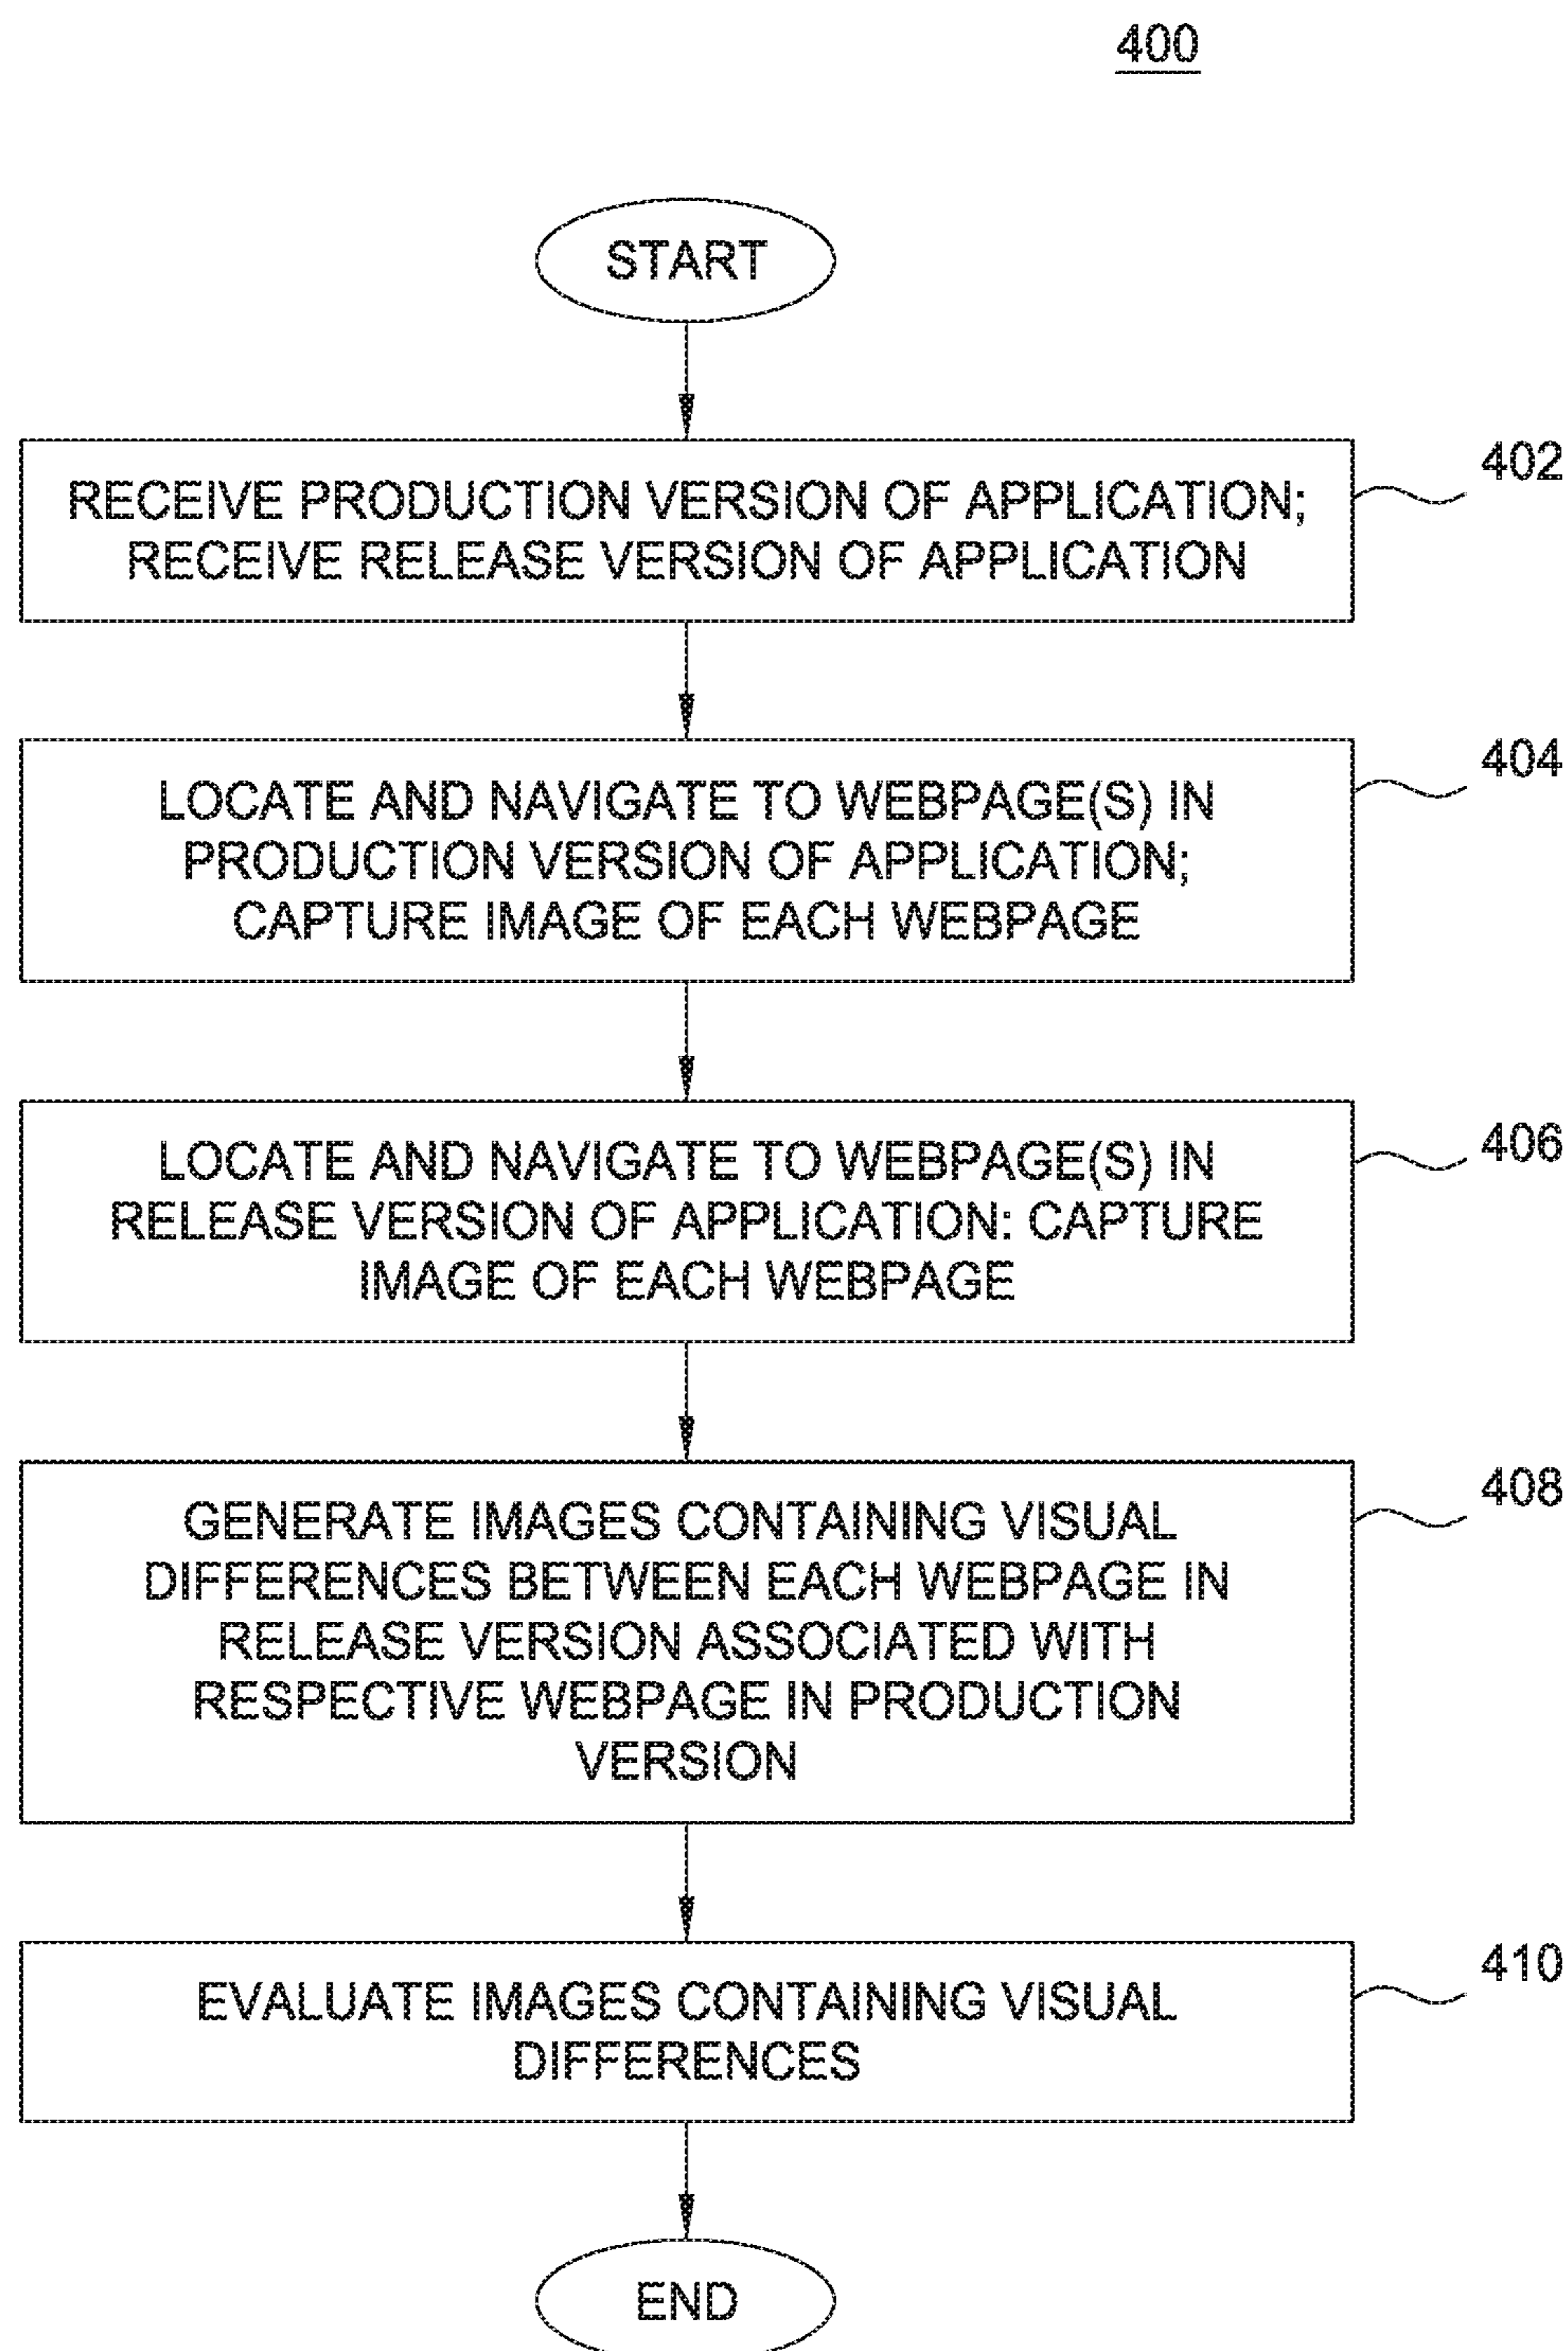 400
START
RECEIVE PRODUCTION VERSION OF APPLICATION;
RECEIVE RELEASE VERSION OF APPLICATION
402
LOCATE AND NAVIGATE TO WEBPAGE(S) IN
PRODUCTION VERSION OF APPLICATION;
CAPTURE IMAGE OF EACH WEBPAGE
404
LOCATE AND NAVIGATE TO WEBPAGE(S) IN
RELEASE VERSION OF APPLICATION: CAPTURE
IMAGE OF EACH WEBPAGE
406
GENERATE IMAGES CONTAINING VISUAL
DIFFERENCES BETWEEN EACH WEBPAGE IN
RELEASE VERSION ASSOCIATED WITH
RESPECTIVE WEBPAGE IN PRODUCTION
VERSION
408
EVALUATE IMAGES CONTAINING VISUAL
DIFFERENCES
410
END